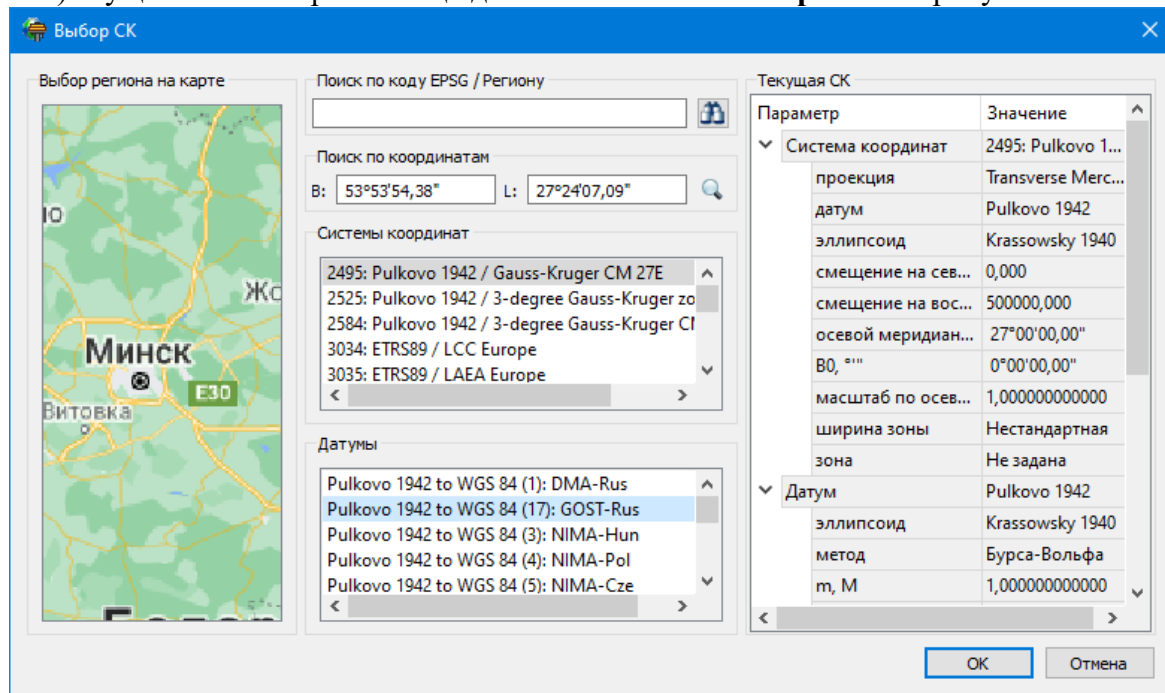 Выбор СК
Выбор региона на карте
Жо
Минск
E30
Витовка
Поиск по коду EPSG / Региону
Поиск по координатам
B: 53°53'54,38" L: 27°24'07,09"
Системы координат
2495: Pulkovo 1942 / Gauss-Kruger CM 27E
2525: Pulkovo 1942 / 3-degree Gauss-Kruger zo
2584: Pulkovo 1942 / 3-degree Gauss-Kruger CM
3034: ETRS89 / LCC Europe
3035: ETRS89 / LAEA Europe
Датумы
Pulkovo 1942 to WGS 84 (1): DMA-Rus
Pulkovo 1942 to WGS 84 (17): GOST-Rus
Pulkovo 1942 to WGS 84 (3): NIMA-Hun
Pulkovo 1942 to WGS 84 (4): NIMA-Pol
Pulkovo 1942 to WGS 84 (5): NIMA-Cze
Текущая СК
Параметр Значение
Система координат 2495: Pulkovo 1...
проекция Transverse Merc...
датум Pulkovo 1942
эллипсоид Krassowsky 1940
смещение на сев... 0,000
смещение на вос... 500000,000
осевой меридиан... 27°00'00,00"
B0, °'" 0°00'00,00"
масштаб по осев... 1,000000000000
ширина зоны Нестандартная
зона Не задана
Датум Pulkovo 1942
эллипсоид Krassowsky 1940
метод Бурса-Вольфа
m, M 1,000000000000
OK Отмена